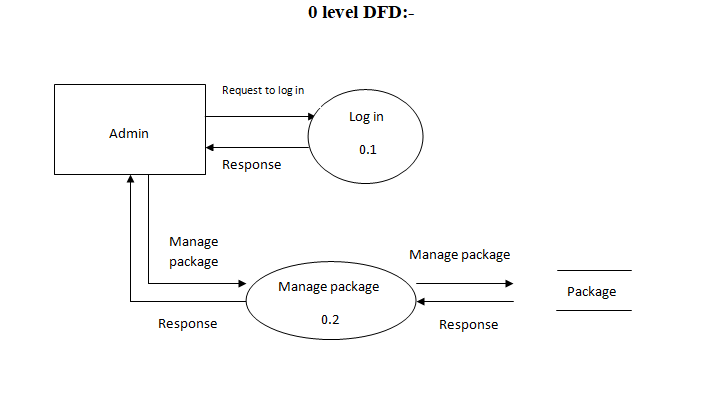 0 level DFD:-
Request to log in
Admin
Log in
0.1
Response
Manage
package
Manage package
Manage package
0.2
Package
Response
Response